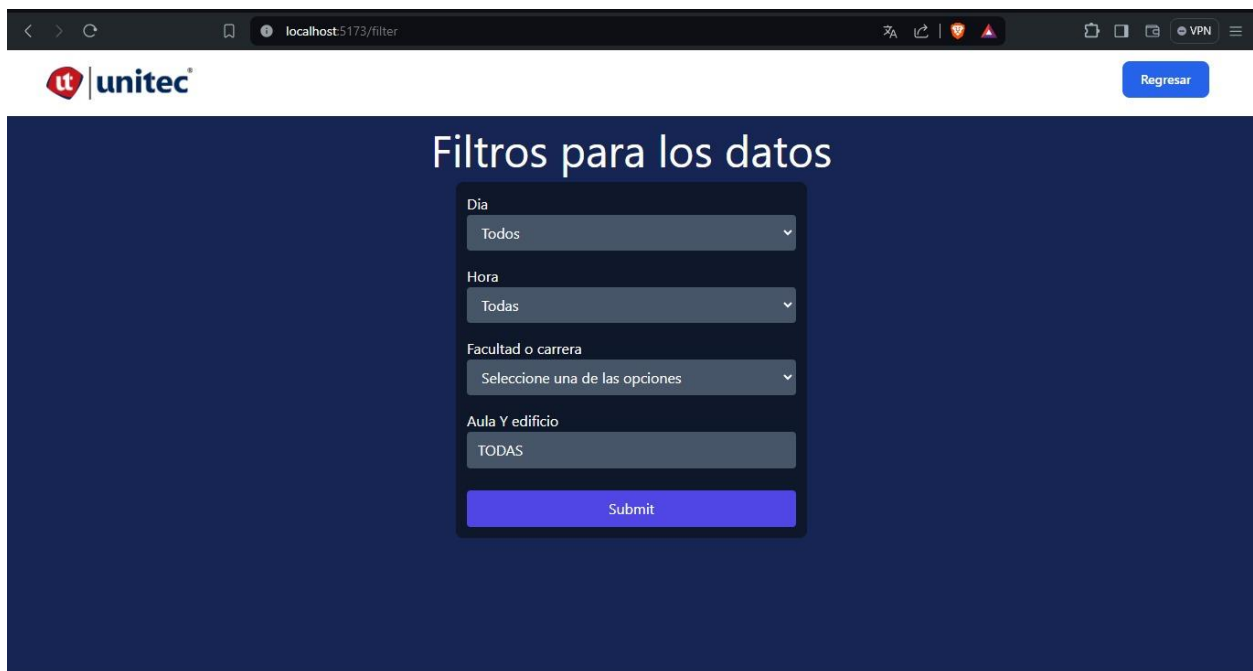 localhost:5173/filter
VPN
unitec®
Regresar
Filtros para los datos
Dia
Todos
Hora
Todas
Facultad o carrera
Seleccione una de las opciones
Aula Y edificio
TODAS
Submit